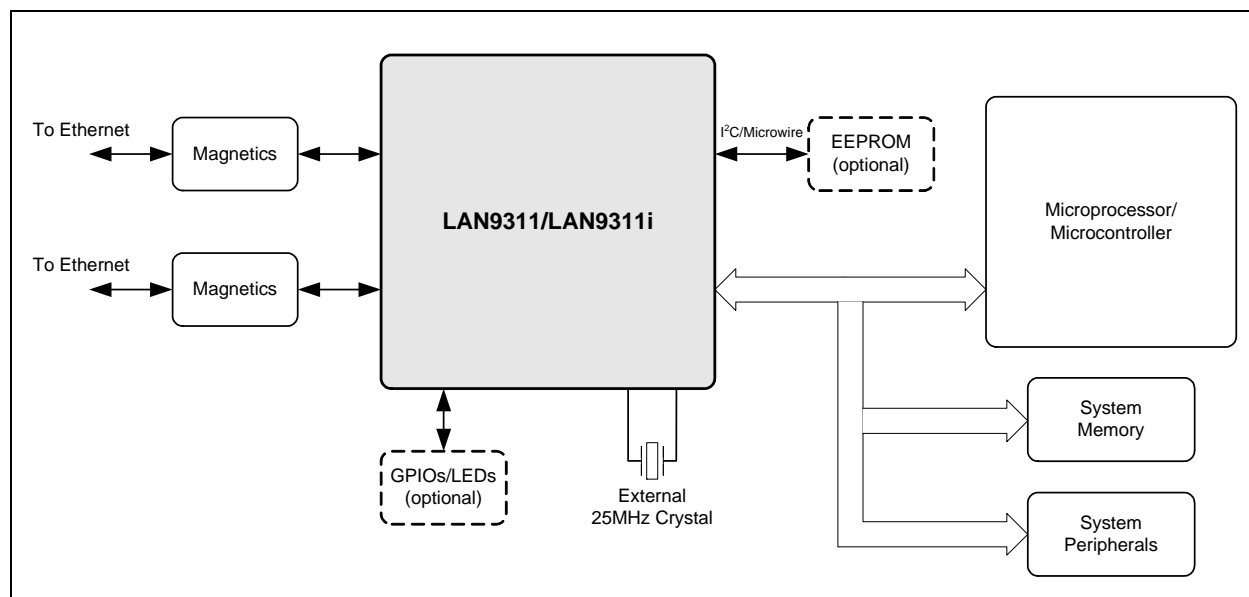 To Ethernet
Magnetics
To Ethernet
Magnetics
LAN9311/LAN9311i
I²C/Microwire
EEPROM
(optional)
Microprocessor/
Microcontroller
GPIOs/LEDs
(optional)
External
25MHz Crystal
System
Memory
System
Peripherals